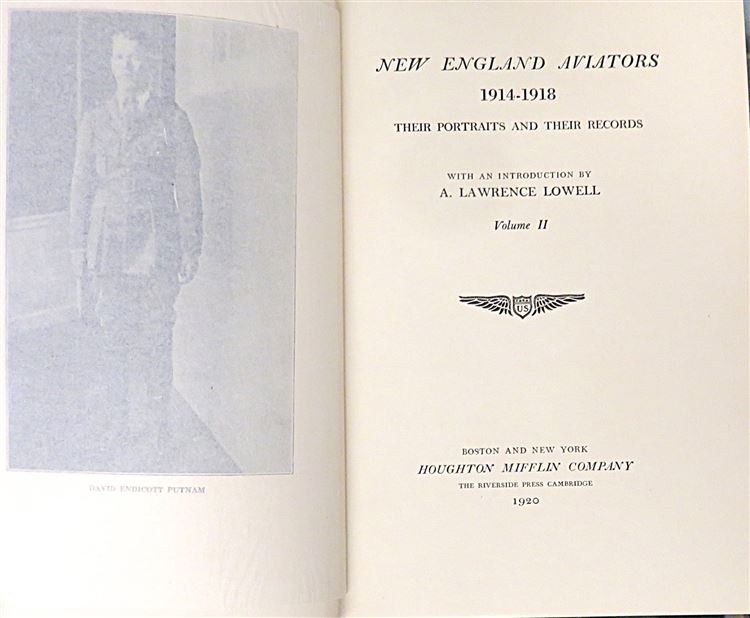 DAVID ENDICOTT PUTNAM
NEW ENGLAND AVIATORS
1914-1918
THEIR PORTRAITS AND THEIR RECORDS
WITH AN INTRODUCTION BY
A. LAWRENCE LOWELL
Volume II
US
BOSTON AND NEW YORK
HOUGHTON MIFFLIN COMPANY
THE RIVERSIDE PRESS CAMBRIDGE
1920